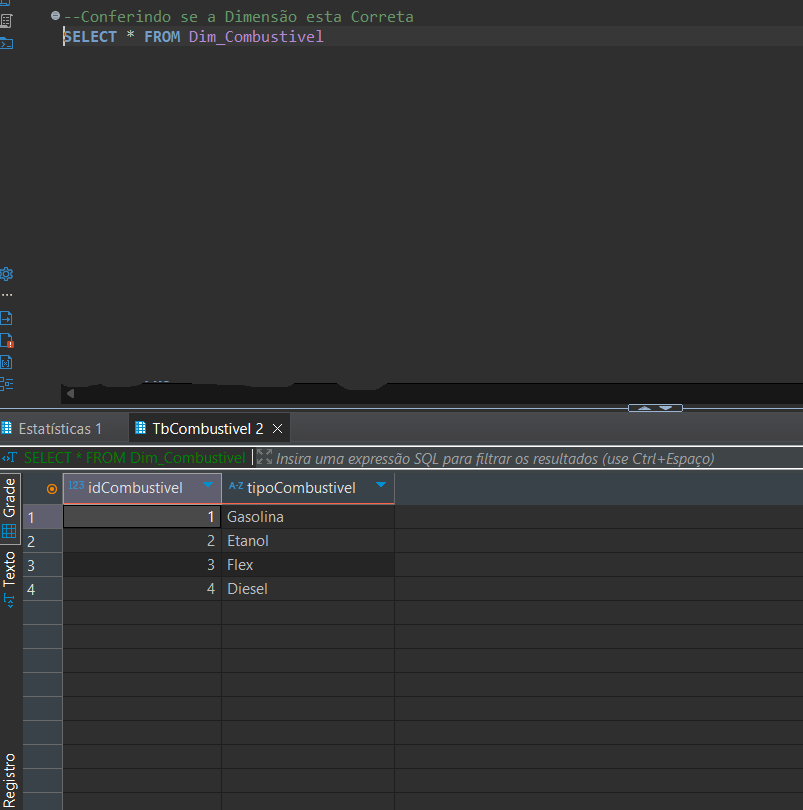 --Conferindo se a Dimensão esta Correta
SELECT * FROM Dim_Combustivel
Estatísticas 1
TbCombustivel 2
SELECT * FROM Dim_Combustivel
Insira uma expressão SQL para filtrar os resultados (use Ctrl+Espaço)
Grade
Texto
Registro
123 idCombustivel
A-Z tipoCombustivel
1 1 Gasolina
2 2 Etanol
3 3 Flex
4 4 Diesel